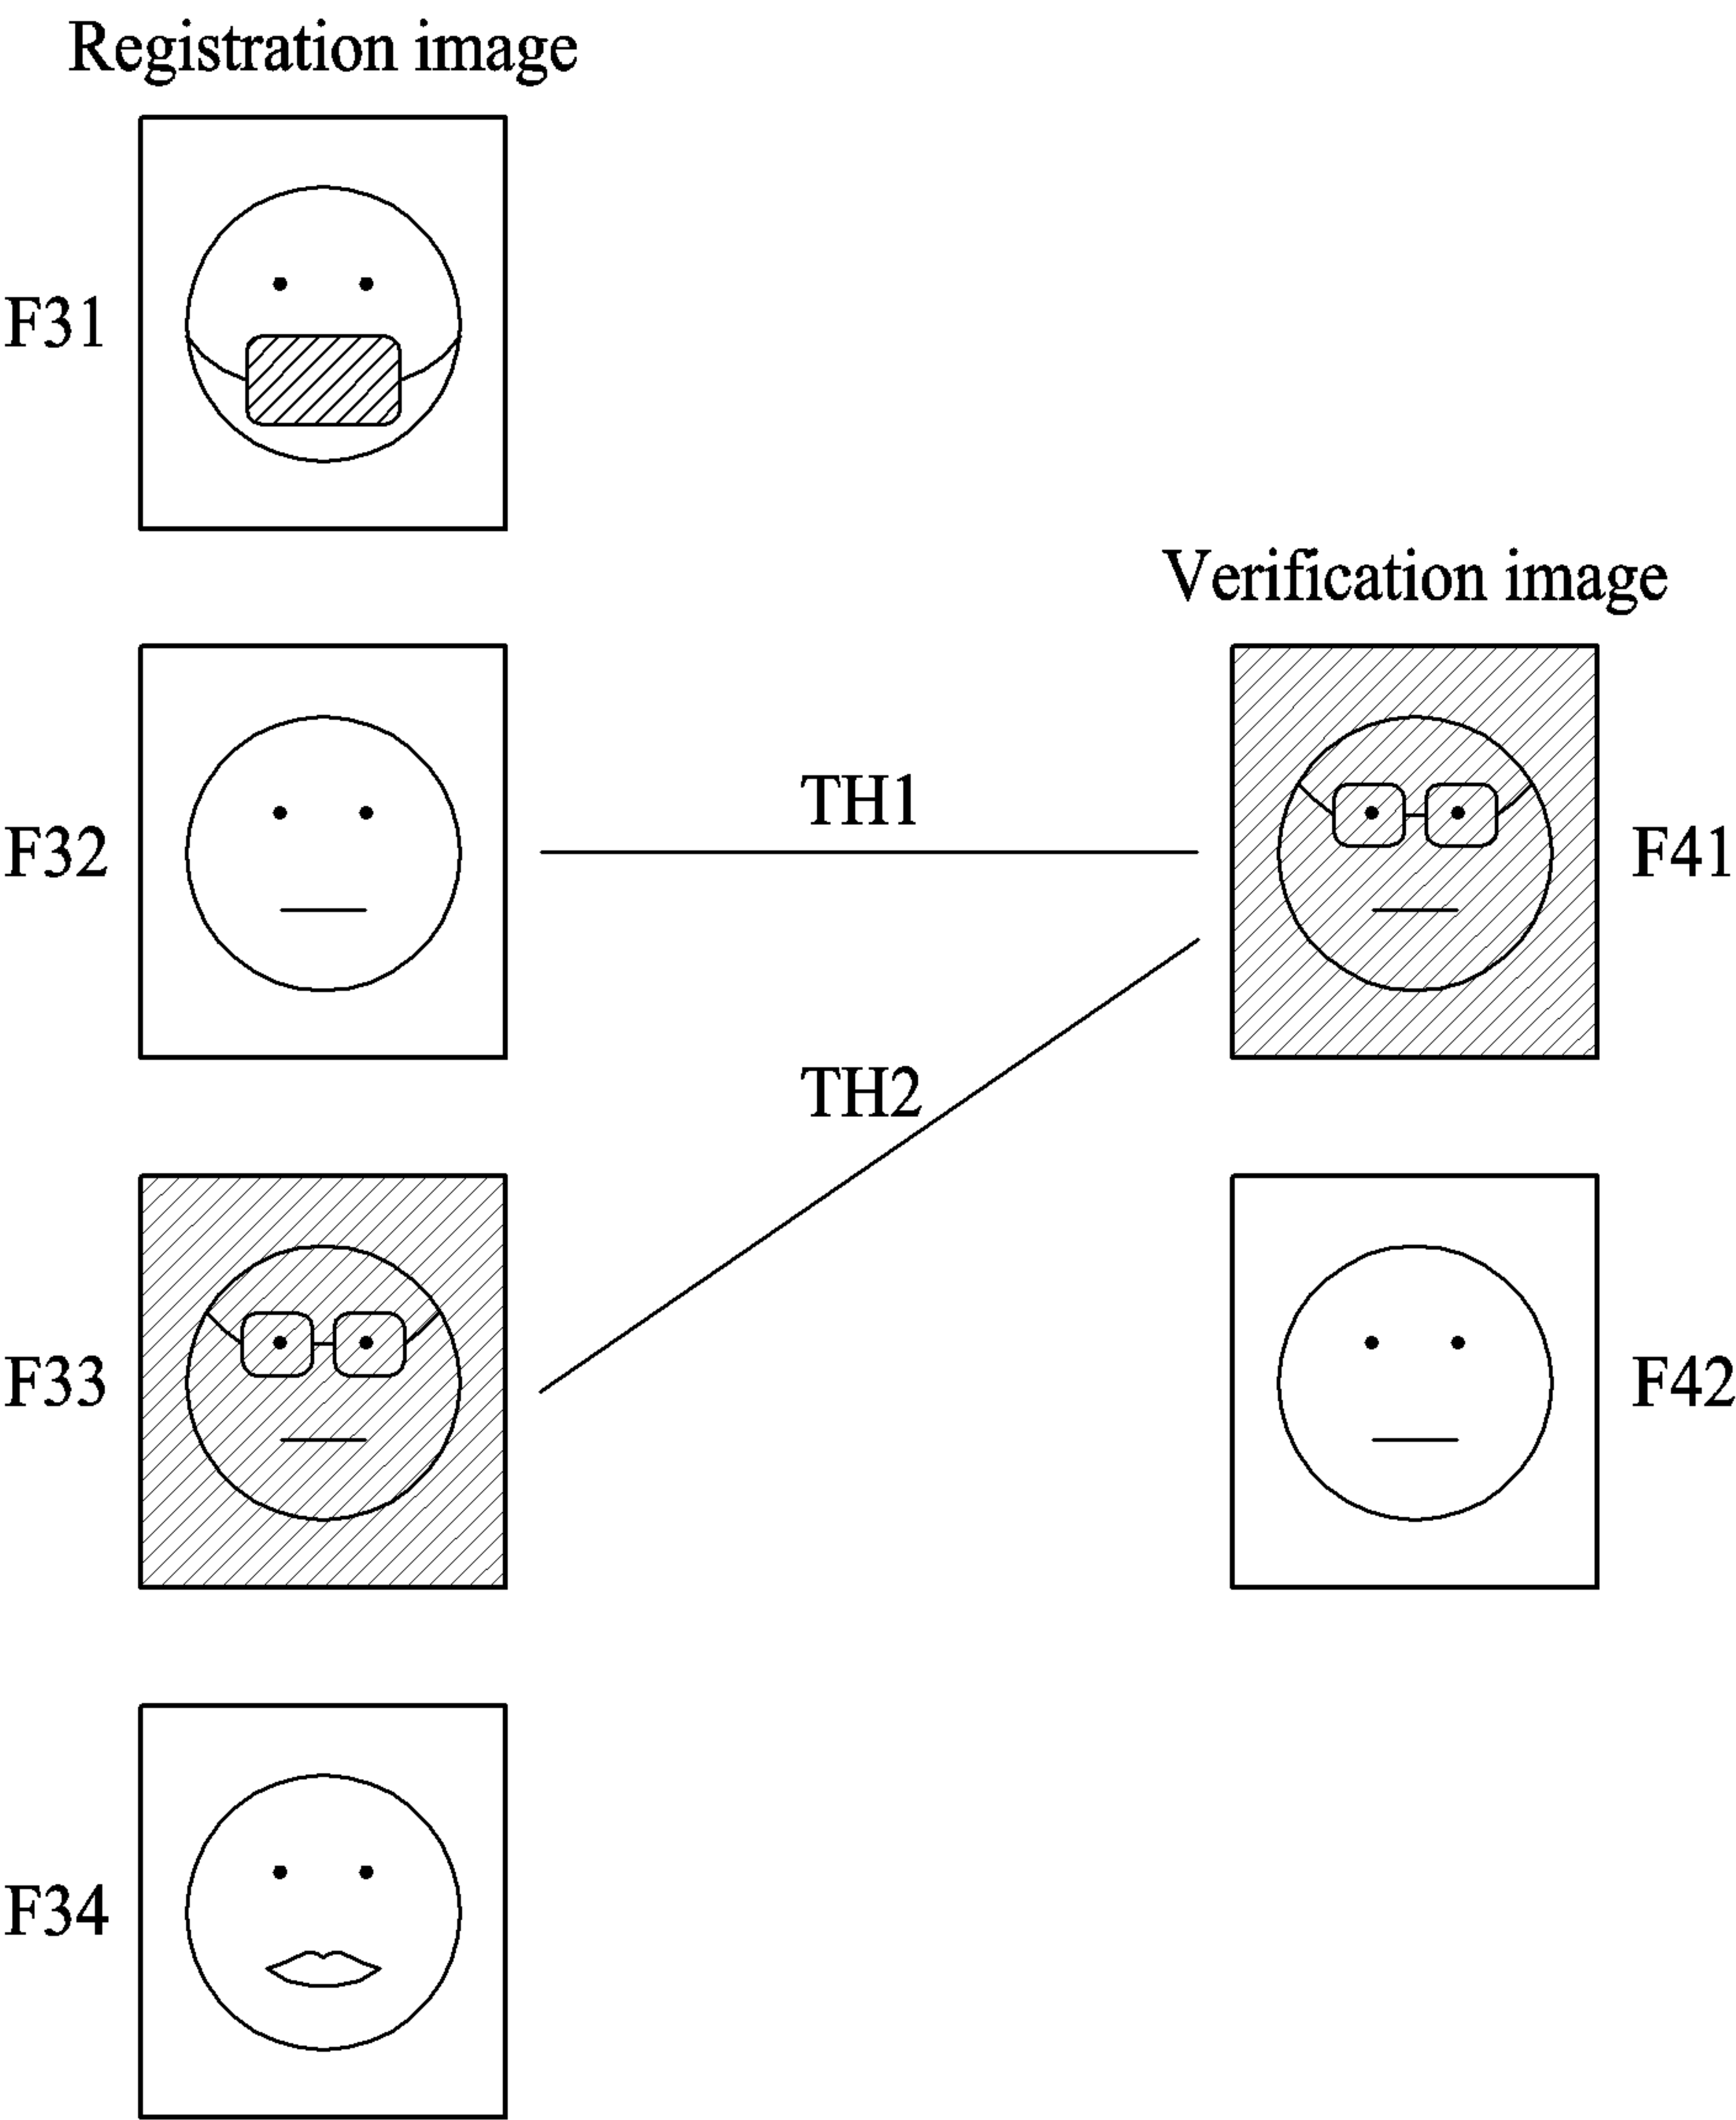 Registration image
F31
Verification image
F32
TH1
F41
TH2
F33
F42
F34